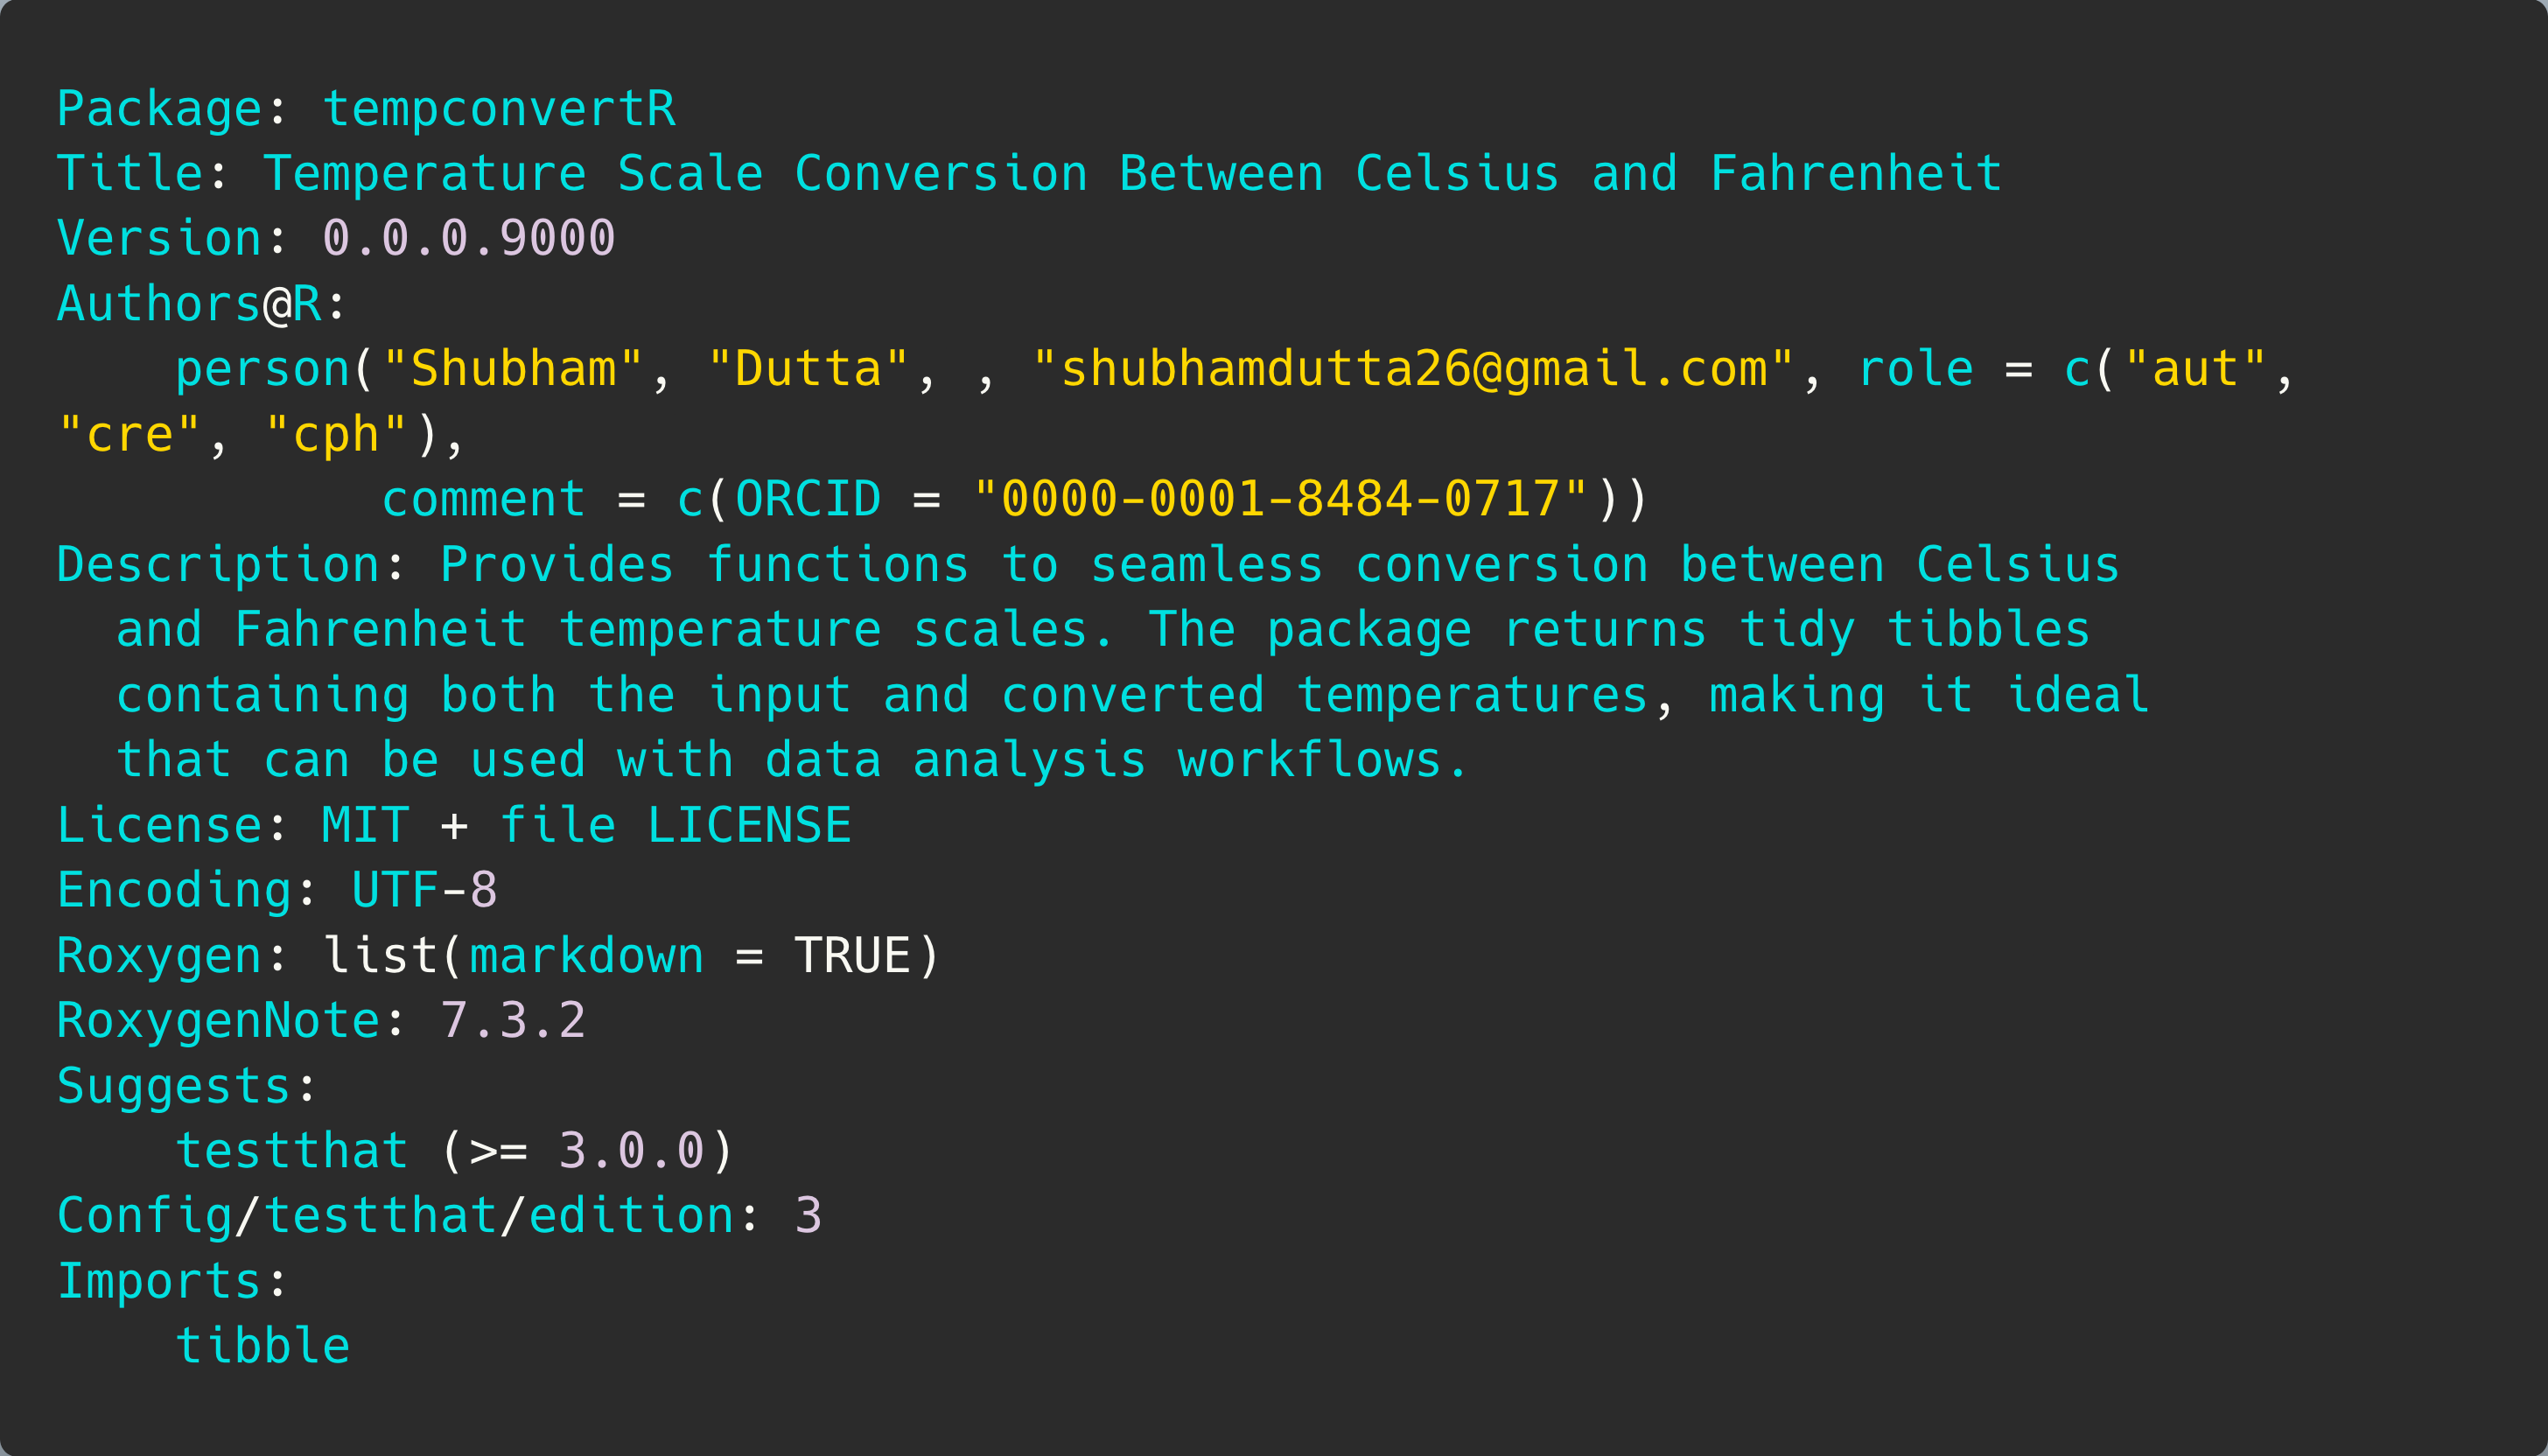 Package: tempconvertR
Title: Temperature Scale Conversion Between Celsius and Fahrenheit
Version: 0.0.0.9000
Authors@R:
    person("Shubham", "Dutta", , "shubhamdutta26@gmail.com", role = c("aut",
"cre", "cph"),
           comment = c(ORCID = "0000-0001-8484-0717"))
Description: Provides functions to seamless conversion between Celsius
  and Fahrenheit temperature scales. The package returns tidy tibbles
  containing both the input and converted temperatures, making it ideal
  that can be used with data analysis workflows.
License: MIT + file LICENSE
Encoding: UTF-8
Roxygen: list(markdown = TRUE)
RoxygenNote: 7.3.2
Suggests:
    testthat (>= 3.0.0)
Config/testthat/edition: 3
Imports:
    tibble